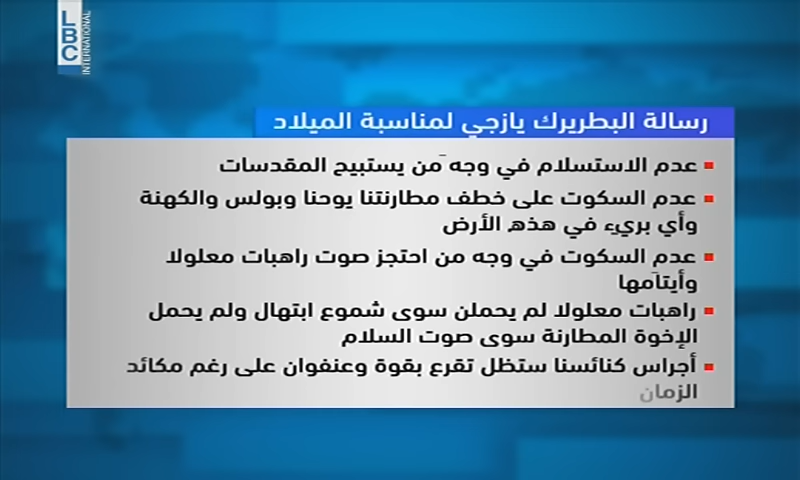 LBC
INTERNATIONAL
رسالة البطريرك يازجي لمناسبة الميلاد
عدم الاستسلام في وجه مَن يستبيح المقدسات
عدم السكوت على خطف مطارنتنا يوحنا وبولس والكهنة
وأي بريء في هذه الأرض
عدم السكوت في وجه من احتجز صوت راهبات معلولا
وأيتامها
راهبات معلولا لم يحملن سوى شموع ابتهال ولم يحمل
الإخوة المطارنة سوى صوت السلام
أجراس كنائسنا ستظل تقرع بقوة وعنفوان على رغم مكائد
الزمان